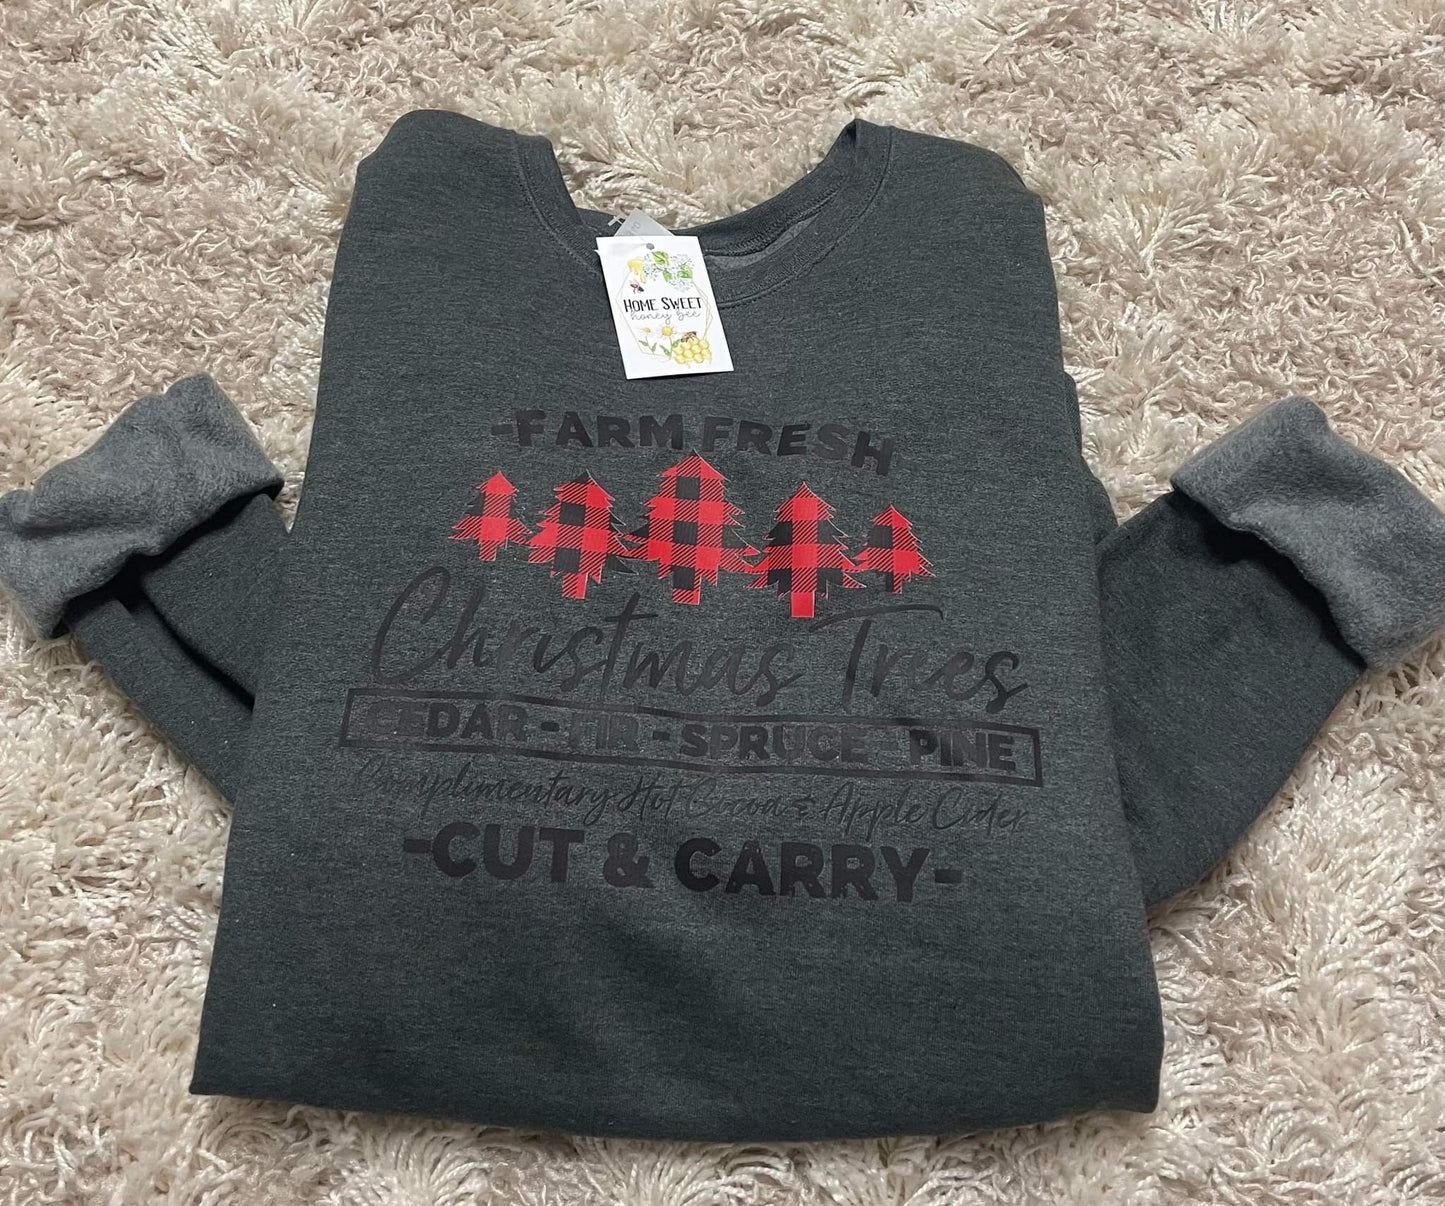 HOME SWEET
honey bee
-FARM FRESH-
Christmas Trees
CEDAR - FIR - SPRUCE - PINE
Complimentary Hot Cocoa & Apple Cider
-CUT & CARRY-